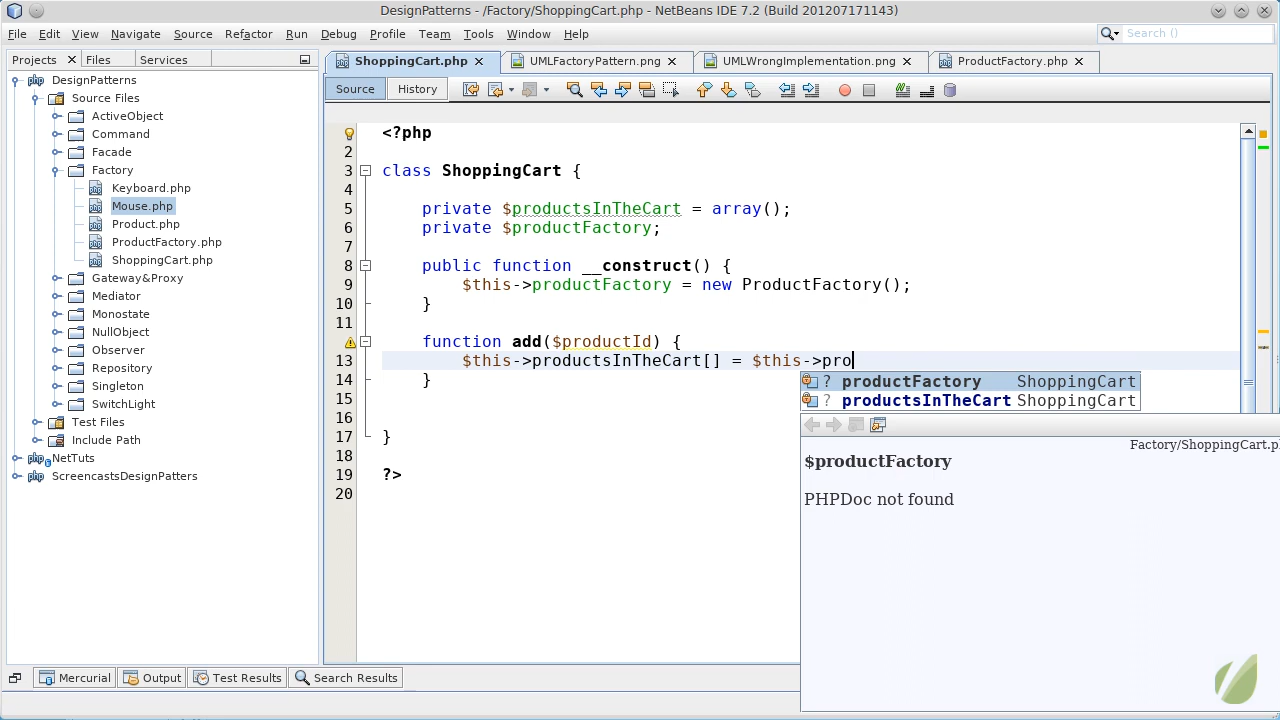 DesignPatterns - /Factory/ShoppingCart.php - NetBeans IDE 7.2 (Build 201207171143)
File Edit View Navigate Source Refactor Run Debug Profile Team Tools Window Help
Search ()
Projects Files Services
ShoppingCart.php UMLFactoryPattern.png UMLWrongImplementation.png ProductFactory.php
Source History
DesignPatterns
Source Files
ActiveObject
Command
Facade
Factory
Keyboard.php
Mouse.php
Product.php
ProductFactory.php
ShoppingCart.php
Gateway&Proxy
Mediator
Monostate
NullObject
Observer
Repository
Singleton
SwitchLight
Test Files
Include Path
NetTuts
ScreencastsDesignPatters
<?php
2
3 class ShoppingCart {
4
5 private $productsInTheCart = array();
6 private $productFactory;
7
8 public function __construct() {
9 $this->productFactory = new ProductFactory();
10 }
11
function add($productId) {
13 $this->productsInTheCart[] = $this->pro
14 }
15
16
17 }
18
19 ?>
20
? productFactory ShoppingCart
? productsInTheCart ShoppingCart
Factory/ShoppingCart.p
$productFactory
PHPDoc not found
Mercurial Output Test Results Search Results